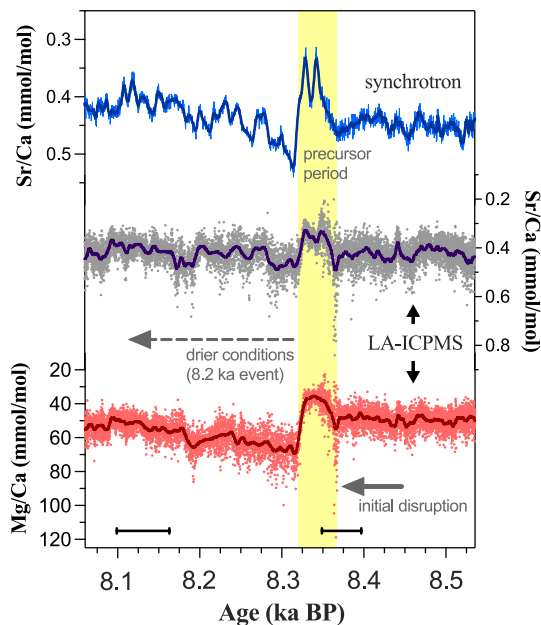 0.3
0.4
0.5
Sr/Ca (mmol/mol)
synchrotron
precursor
period
0.2
0.4
0.6
0.8
Sr/Ca (mmol/mol)
LA-ICPMS
drier conditions
(8.2 ka event)
20
40
60
80
100
120
Mg/Ca (mmol/mol)
initial disruption
8.1
8.2
8.3
8.4
8.5
Age (ka BP)